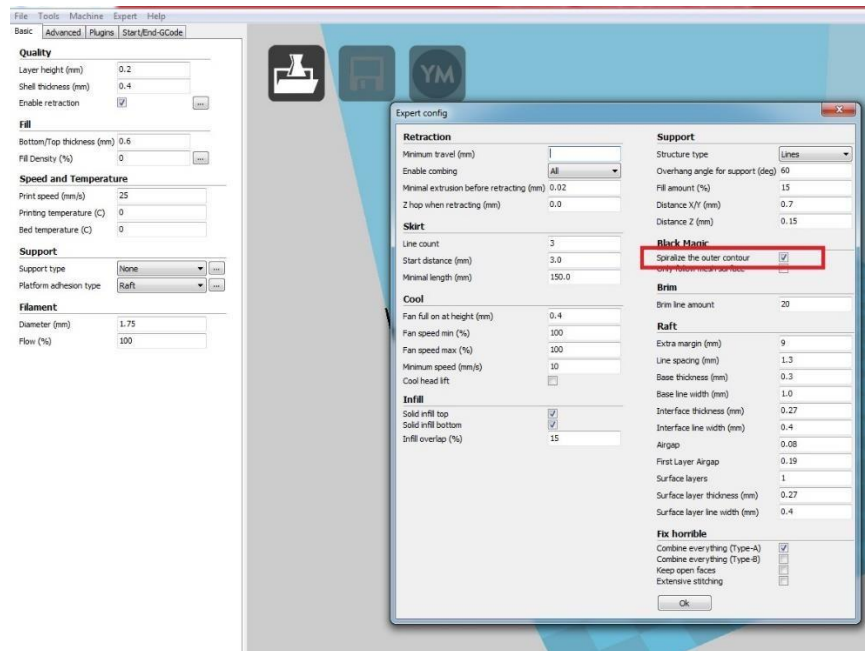 File Tools Machine Expert Help
Basic Advanced Plugins Start/End-GCode
Quality
Layer height (mm) 0.2
Shell thickness (mm) 0.4
Enable retraction ...
Fill
Bottom/Top thickness (mm) 0.6
Fill Density (%) 0 ...
Speed and Temperature
Print speed (mm/s) 25
Printing temperature (C) 0
Bed temperature (C) 0
Support
Support type None ...
Platform adhesion type Raft ...
Filament
Diameter (mm) 1.75
Flow (%) 100
YM
Expert config
Retraction
Minimum travel (mm)
Enable combing All
Minimal extrusion before retracting (mm) 0.02
Z hop when retracting (mm) 0.0
Skirt
Line count 3
Start distance (mm) 3.0
Minimal length (mm) 150.0
Cool
Fan full on at height (mm) 0.4
Fan speed min (%) 100
Fan speed max (%) 100
Minimum speed (mm/s) 10
Cool head lift
Infill
Solid infill top
Solid infill bottom
Infill overlap (%) 15
Support
Structure type Lines
Overhang angle for support (deg) 60
Fill amount (%) 15
Distance X/Y (mm) 0.7
Distance Z (mm) 0.15
Black Magic
Spiralize the outer contour
Only follow mesh surface
Brim
Brim line amount 20
Raft
Extra margin (mm) 9
Line spacing (mm) 1.3
Base thickness (mm) 0.3
Base line width (mm) 1.0
Interface thickness (mm) 0.27
Interface line width (mm) 0.4
Airgap 0.08
First Layer Airgap 0.19
Surface layers 1
Surface layer thickness (mm) 0.27
Surface layer line width (mm) 0.4
Fix horrible
Combine everything (Type-A)
Combine everything (Type-B)
Keep open faces
Extensive stitching
Ok